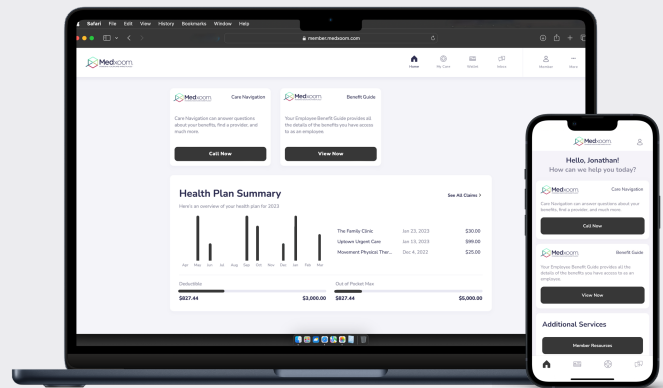 Safari File Edit View History Bookmarks Window Help
member.medxoom.com
Medxoom
Home My Care Wallet Inbox Member More
Medxoom Care Navigation
Care Navigation can answer questions
about your benefits, find a provider, and
much more.
Call Now
Medxoom Benefit Guide
Your Employee Benefit Guide provides all
the details of the benefits you have access
to as an employee.
View Now
Health Plan Summary
See All Claims >
Here's an overview of your health plan for 2023
Apr May Jun Jul Aug Sep Oct Nov Dec Jan Feb Mar
The Family Clinic Jan 23, 2023 $30.00
Uptown Urgent Care Jan 13, 2023 $99.00
Movement Physical Ther... Dec 4, 2022 $25.00
Deductible
$827.44 $3,000.00
Out of Pocket Max
$827.44 $5,000.00
Medxoom
Hello, Jonathan!
How can we help you today?
Medxoom Care Navigation
Care Navigation can answer questions about your
benefits, find a provider, and much more.
Call Now
Medxoom Benefit Guide
Your Employee Benefit Guide provides all the
details of the benefits you have access to as an
employee.
View Now
Additional Services
Member Resources